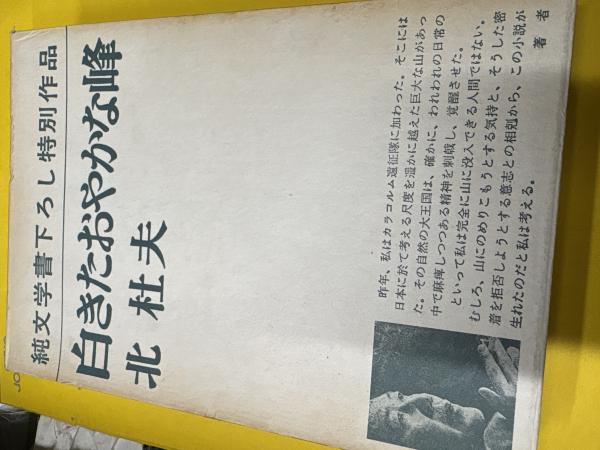 純文学書下ろし特別作品
白きたおやかな峰
北杜夫
昨年、私はカラコルム遠征隊に加わった。そこには
日本に於て考える尺度を遥かに越えた巨大な山があっ
た。その自然の大王国は、確かに、われわれの日常の
中で麻痺しつつある精神を刺戟し、覚醒させた。
といって私は完全に山に没入できる人間ではない。
むしろ、山にのめりこもうとする気持と、そうした密
着を拒否しようとする意志との相剋から、この小説が
生れたのだと私は考える。
著者
JO